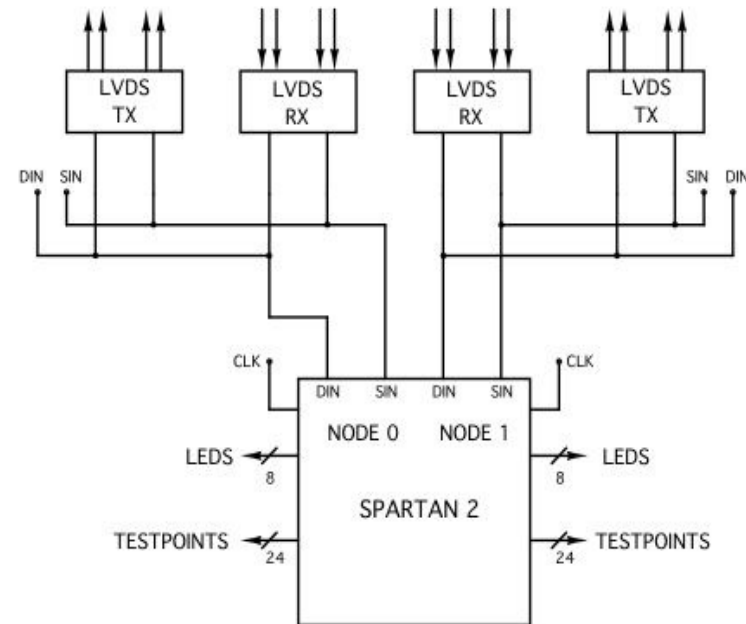 LVDS
TX
LVDS
RX
LVDS
RX
LVDS
TX
DIN SIN
SIN DIN
CLK
CLK
DIN SIN DIN SIN
NODE 0 NODE 1
LEDS
8
8
LEDS
SPARTAN 2
TESTPOINTS
24
24
TESTPOINTS